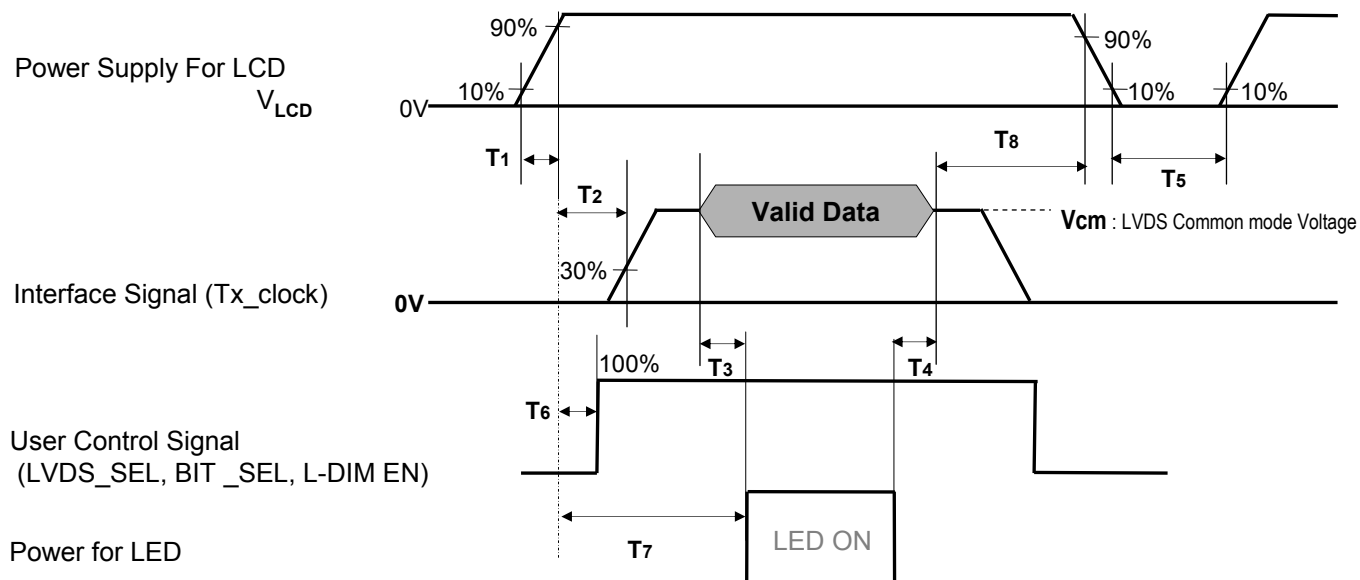 90%
90%
Power Supply For LCD
VLCD
10%
10%
10%
0V
T1
T8
T2
T5
Valid Data
Vcm : LVDS Common mode Voltage
30%
Interface Signal (Tx_clock)
0V
T3
T4
100%
T6
User Control Signal
(LVDS_SEL, BIT _SEL, L-DIM EN)
T7
LED ON
Power for LED